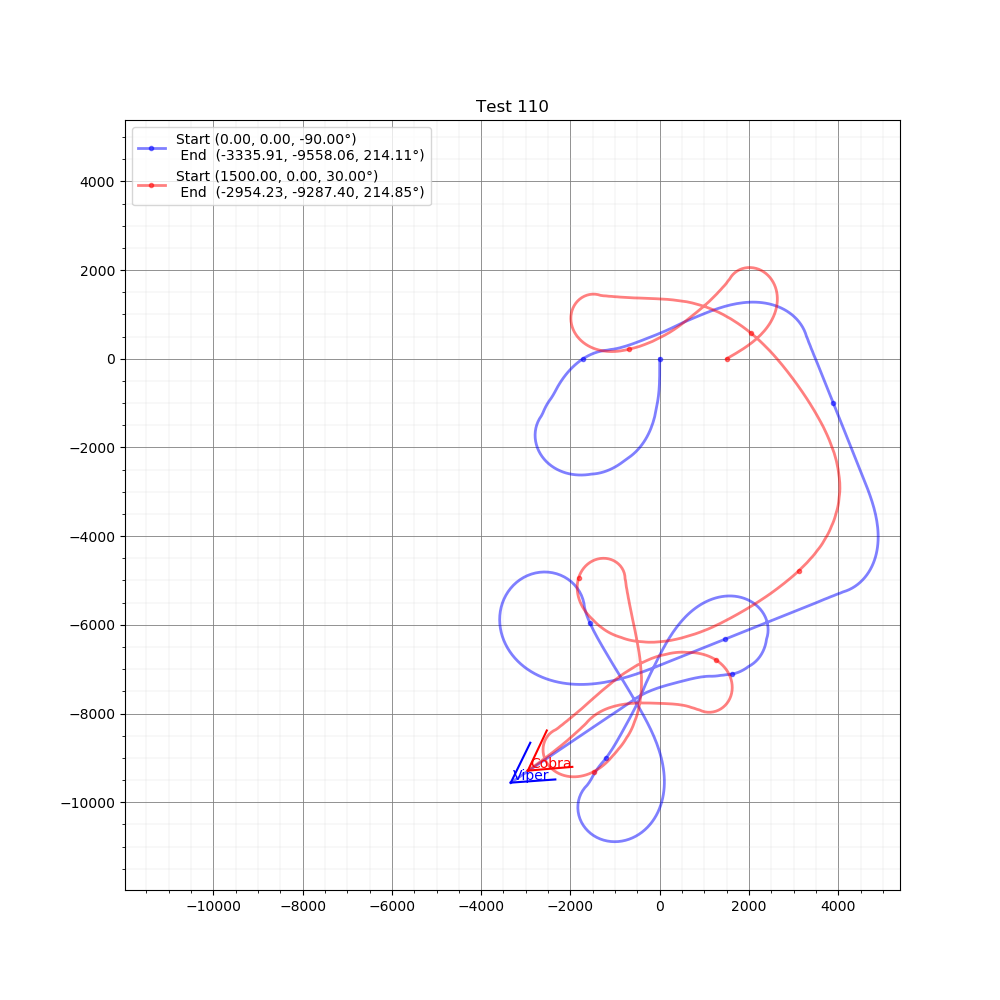 Test 110
Start (0.00, 0.00, -90.00°)
End  (-3335.91, -9558.06, 214.11°)
Start (1500.00, 0.00, 30.00°)
End  (-2954.23, -9287.40, 214.85°)
4000
2000
0
−2000
−4000
−6000
−8000
−10000
Cobra
Viper
−10000
−8000
−6000
−4000
−2000
0
2000
4000